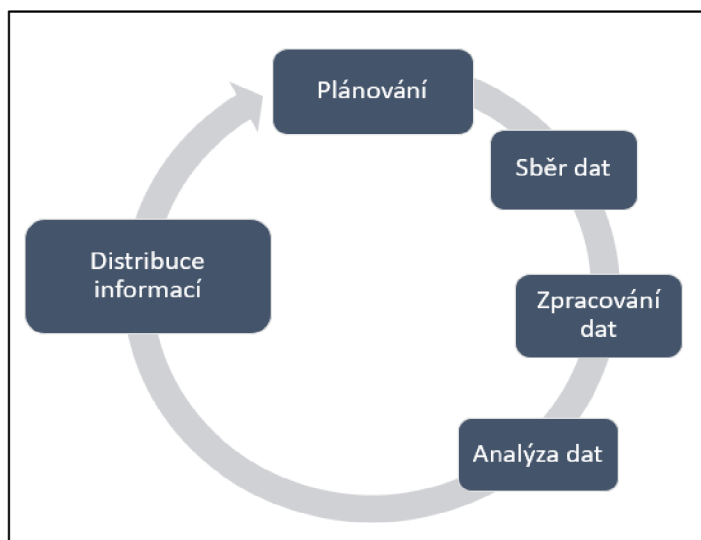 Plánování
Sběr dat
Zpracování
dat
Analýza dat
Distribuce
informací